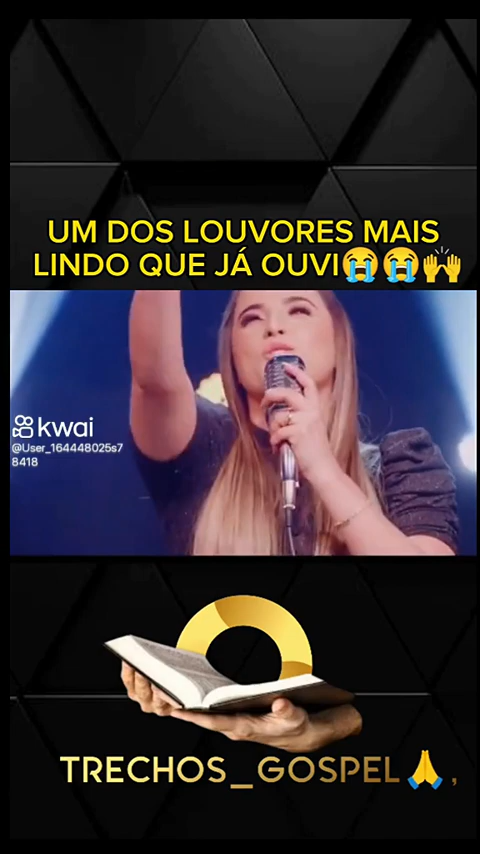 UM DOS LOUVORES MAIS
LINDO QUE JÁ OUVI😭😭🙌
kwai
@User_164448025s7
8418
TRECHOS_GOSPEL🙏,